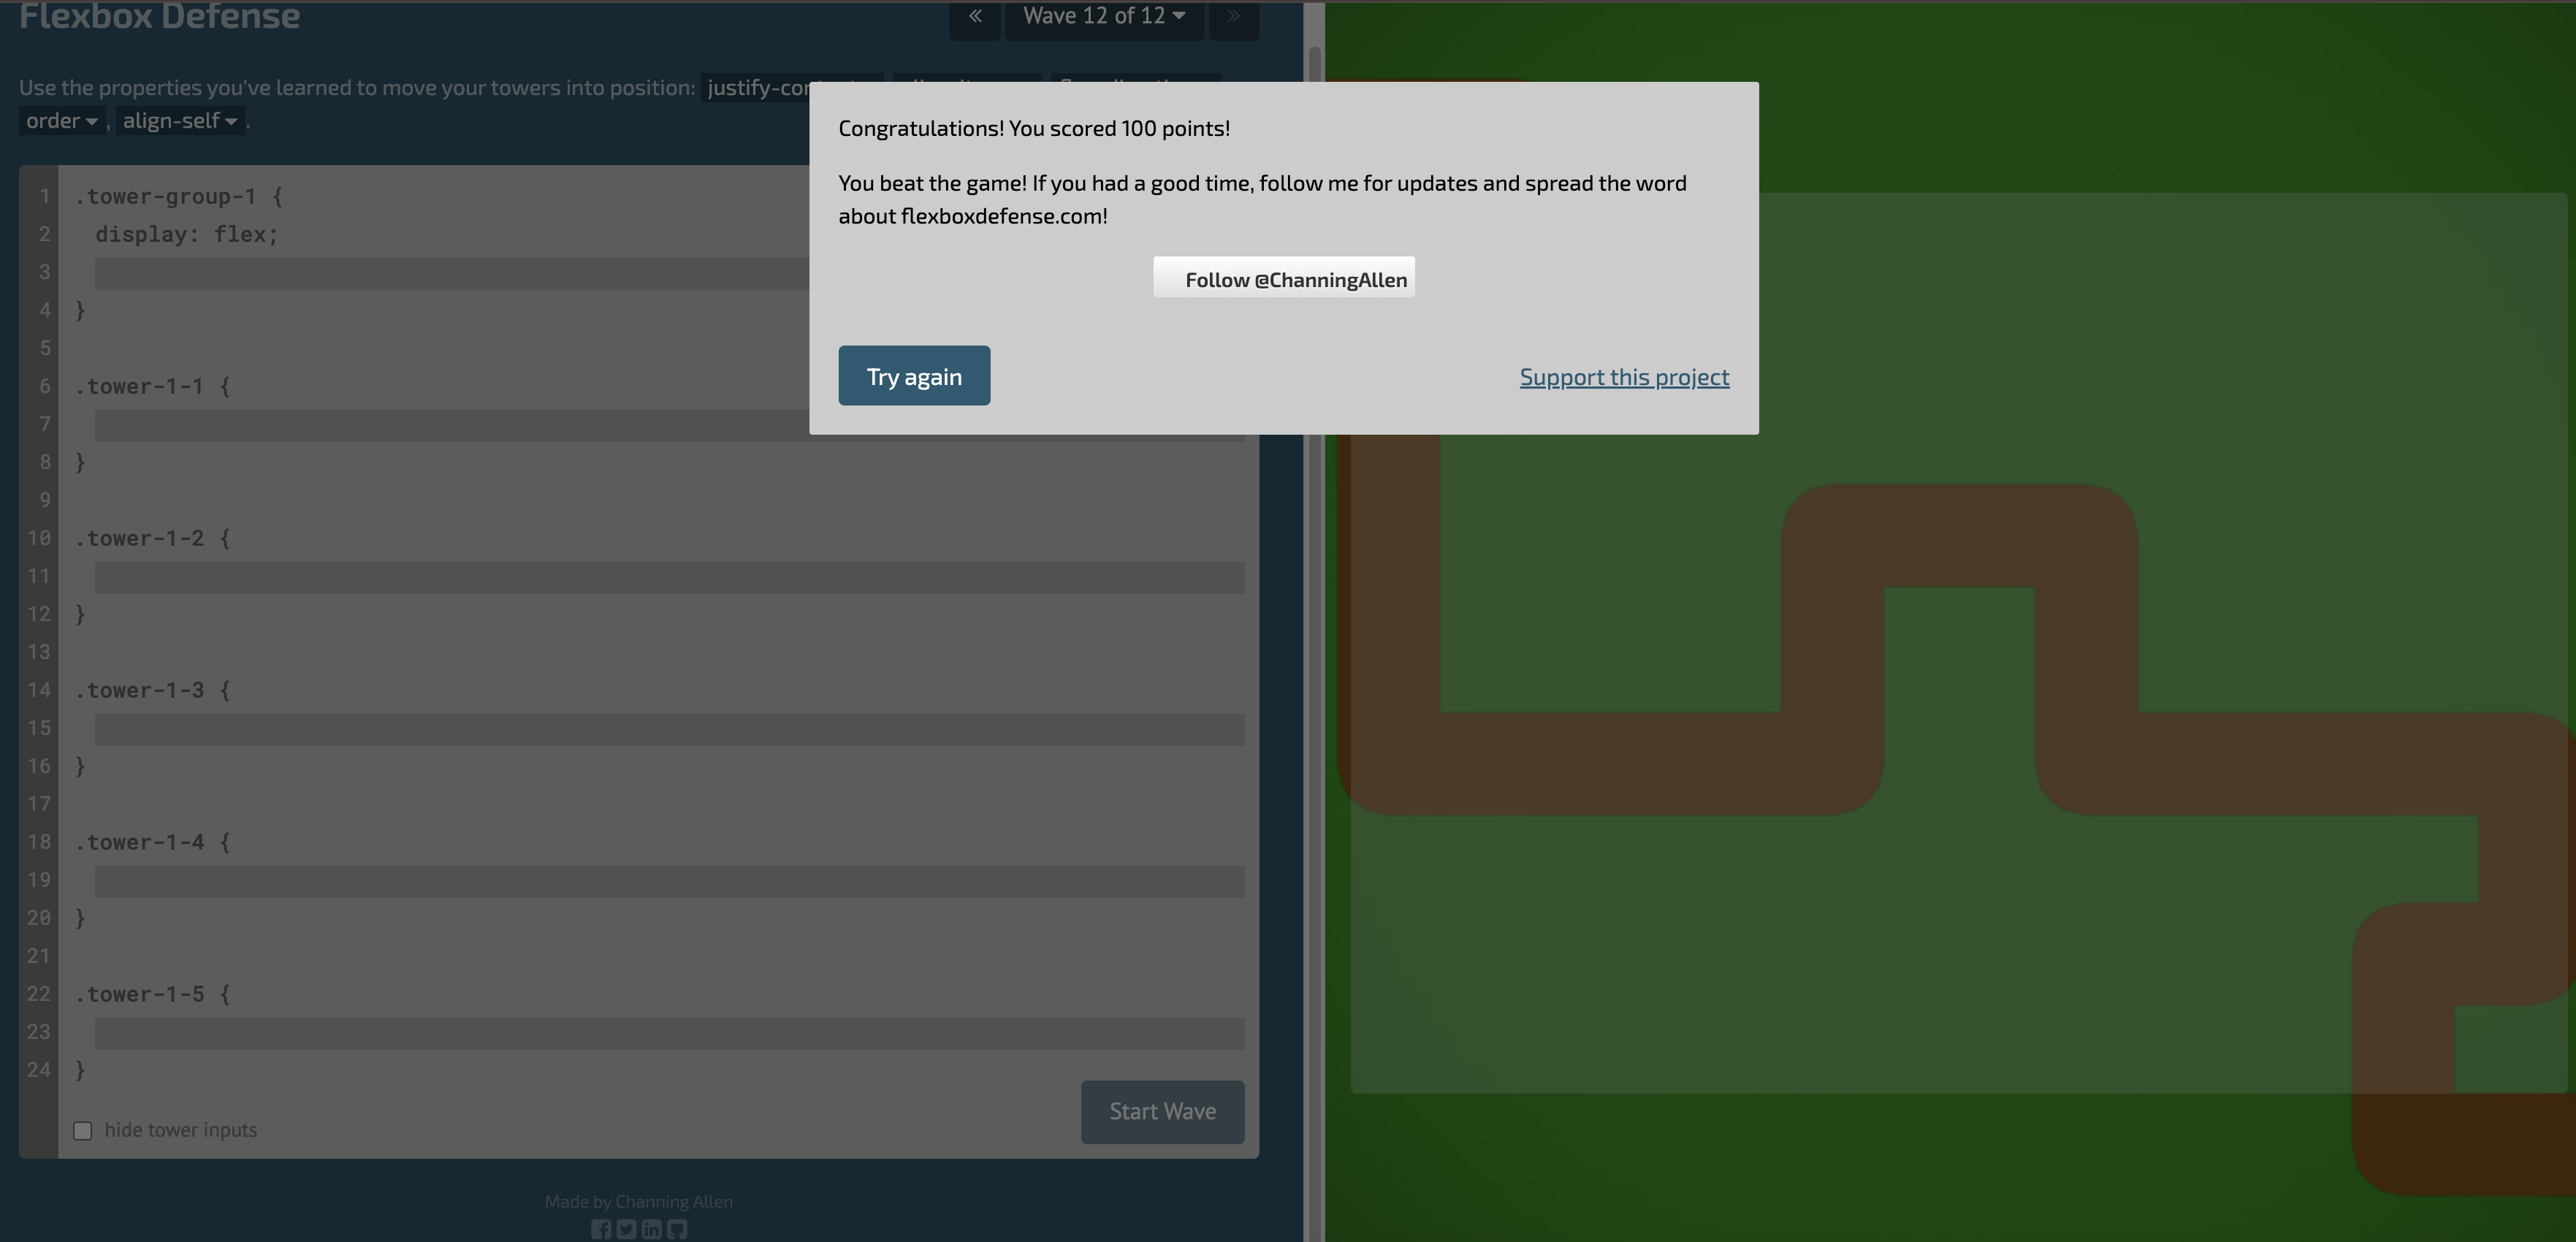 Flexbox Defense
« Wave 12 of 12 »
Use the properties you've learned to move your towers into position: justify-
order, align-self.
Congratulations! You scored 100 points!
You beat the game! If you had a good time, follow me for updates and spread the word
about flexboxdefense.com!
Follow @ChanningAllen
Try again
Support this project
1 .tower-group-1 {
2 display: flex;
3
4 }
5
6 .tower-1-1 {
7
8 }
9
10 .tower-1-2 {
11
12 }
13
14 .tower-1-3 {
15
16 }
17
18 .tower-1-4 {
19
20 }
21
22 .tower-1-5 {
23
24 }
hide tower inputs
Start Wave
Made by Channing Allen